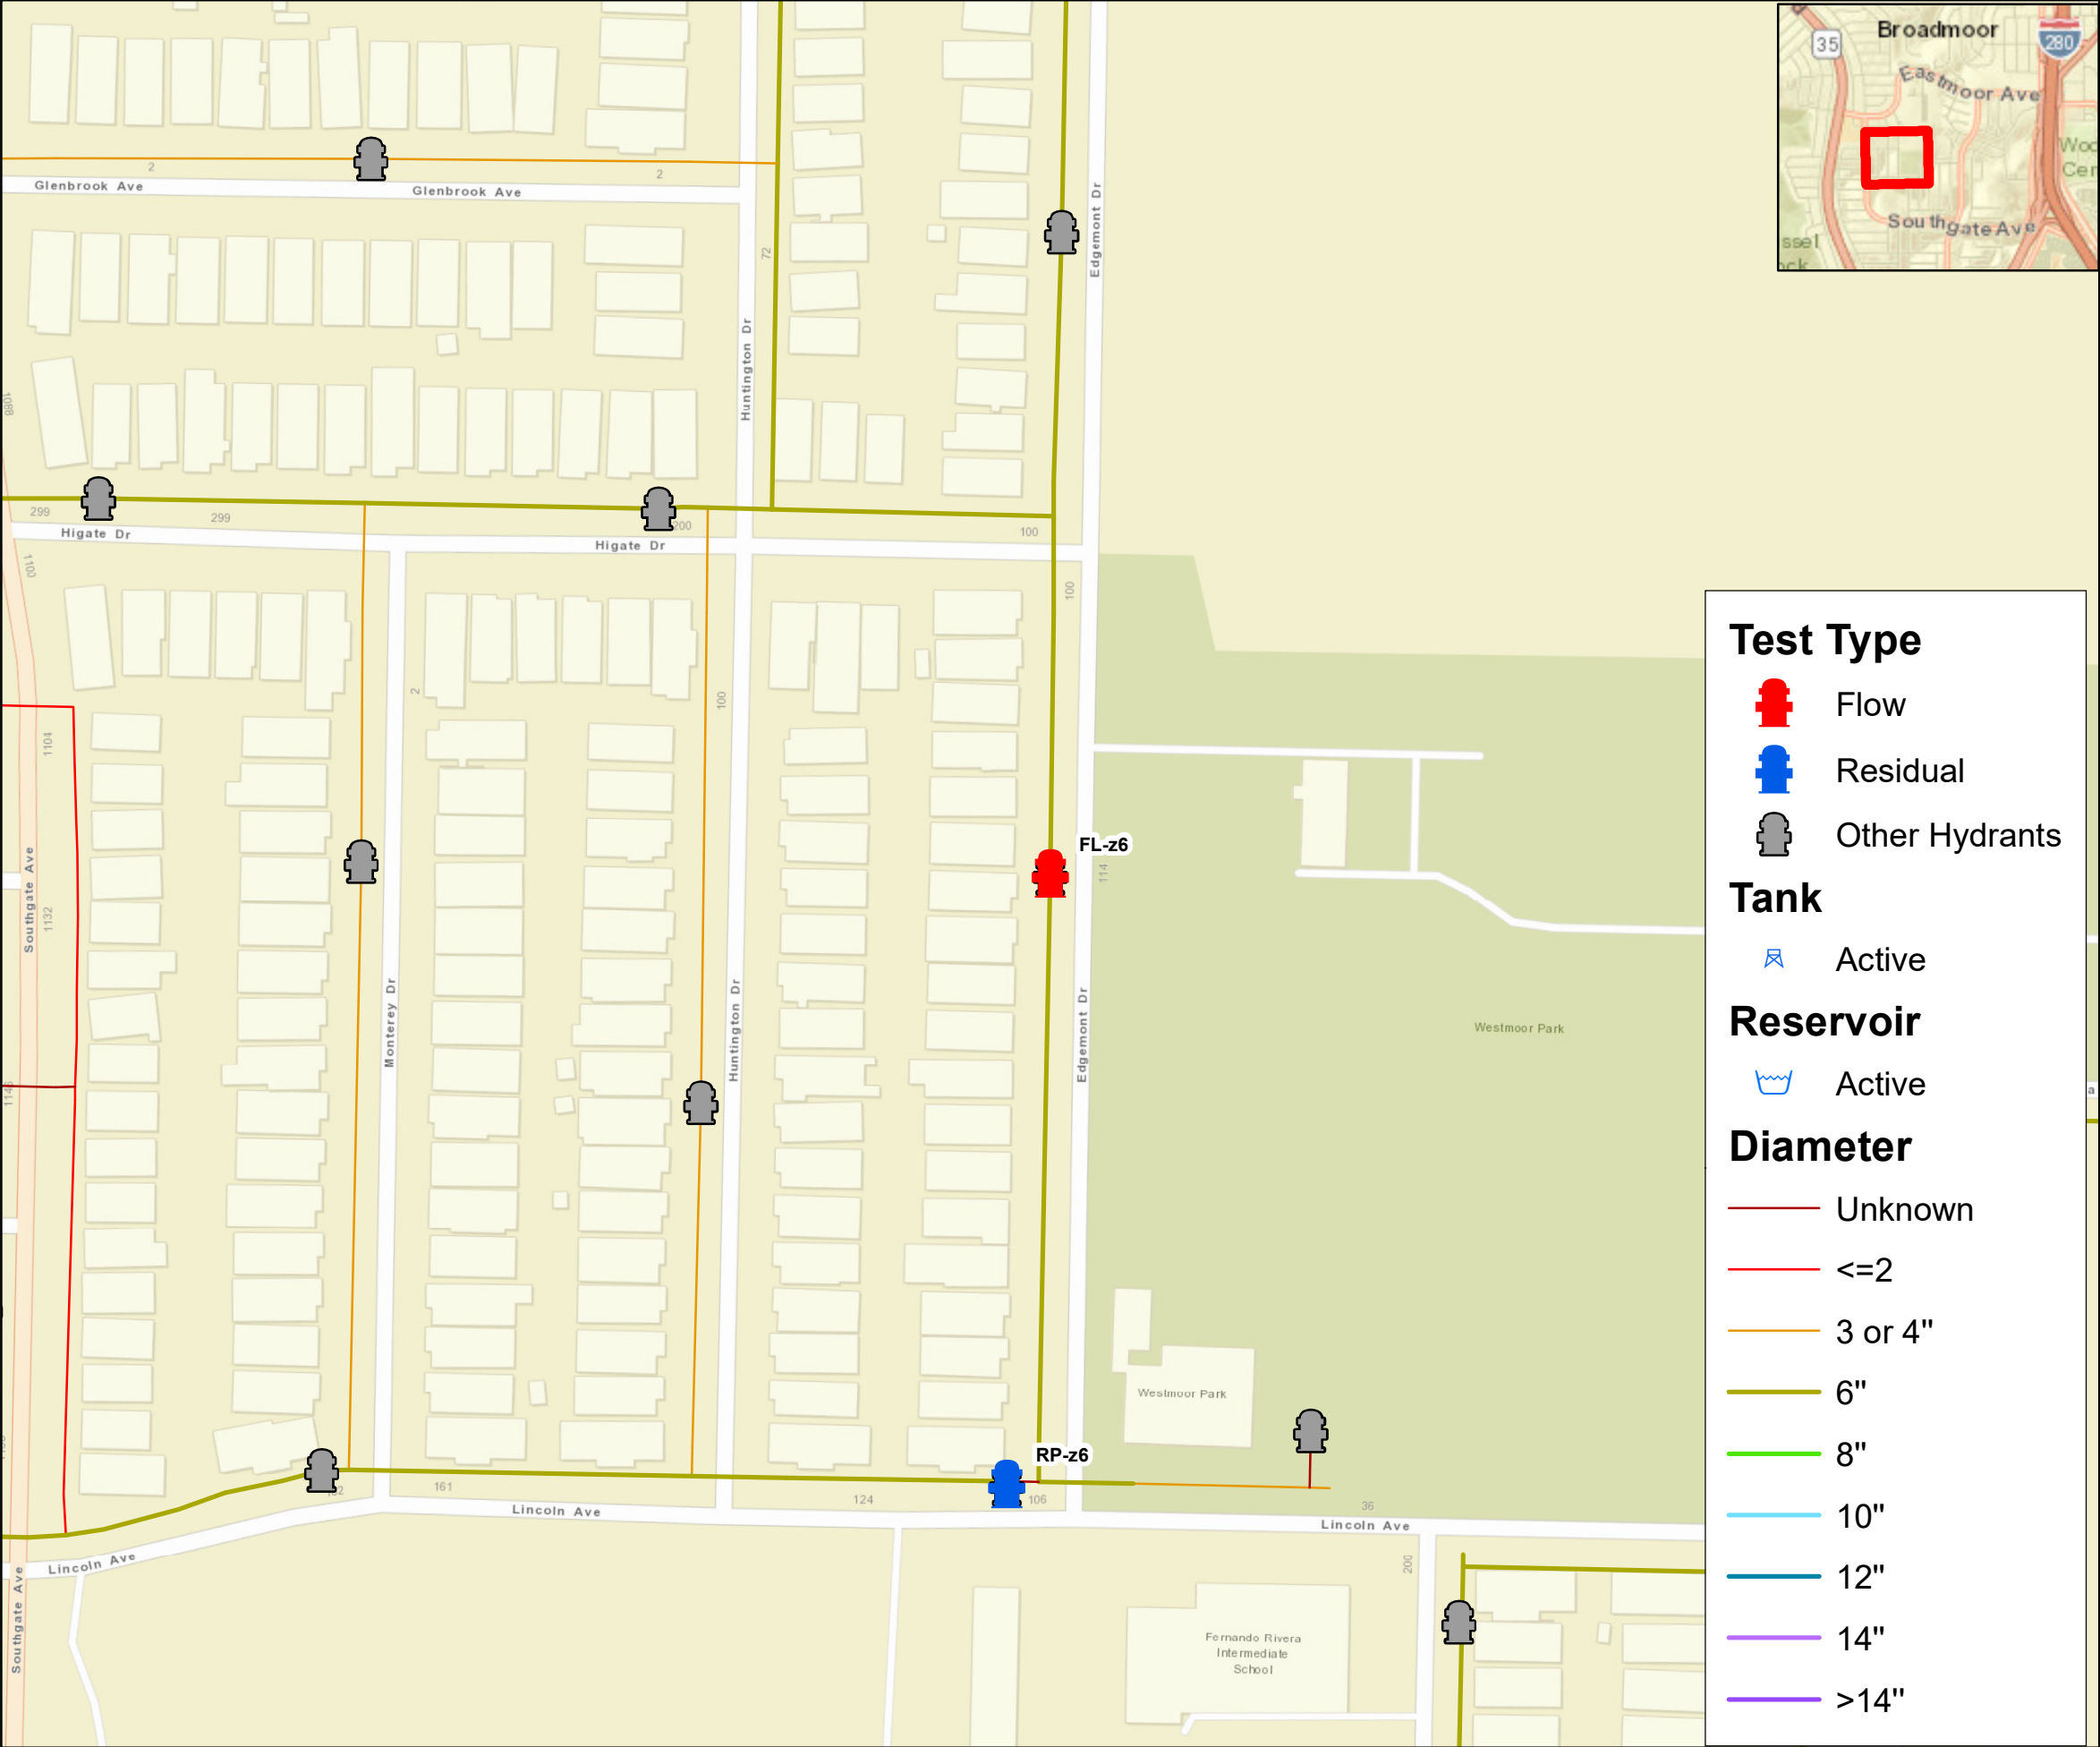 Broadmoor
35
280
Eastmoor Ave
Southgate Ave
ssel
2
2
Glenbrook Ave
Glenbrook Ave
72
Edgemont Dr
Huntington Dr
1088
299
299
200
100
Higate Dr
Higate Dr
1100
100
2
100
1104
FL-z6
114
Southgate Ave
1132
Monterey Dr
Huntington Dr
Edgemont Dr
Westmoor Park
Westmoor Park
RP-z6
161
124
106
36
Lincoln Ave
Lincoln Ave
Lincoln Ave
200
Southgate Ave
Fernando Rivera
Intermediate
School
Test Type
Flow
Residual
Other Hydrants
Tank
Active
Reservoir
Active
Diameter
Unknown
<=2
3 or 4"
6"
8"
10"
12"
14"
>14"